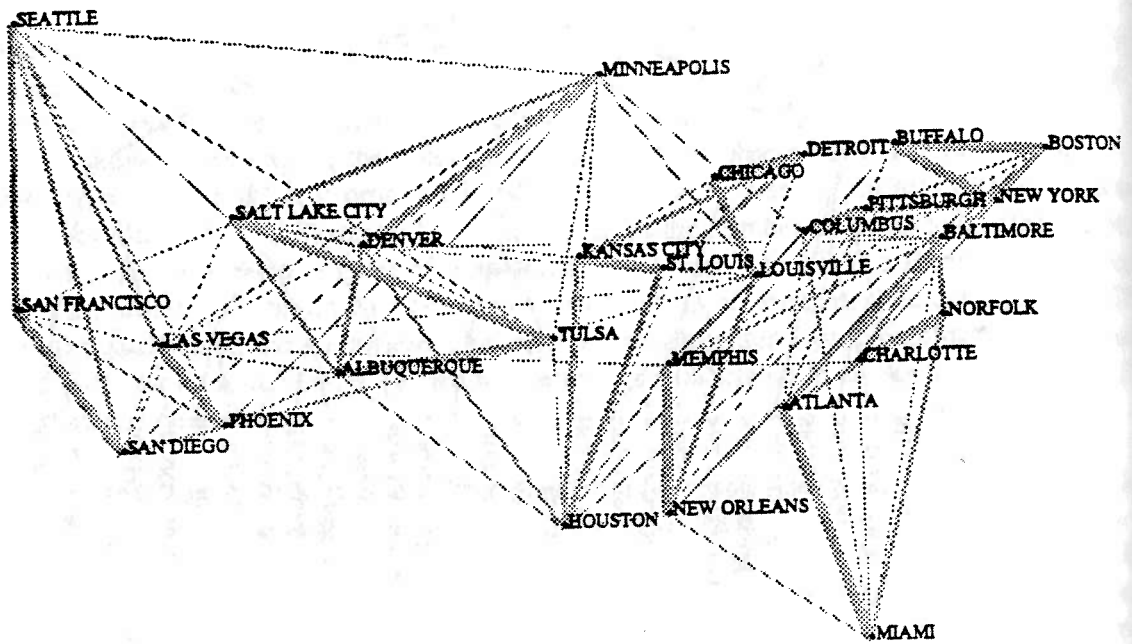 SEATTLE
MINNEAPOLIS
DETROIT
BUFFALO
BOSTON
CHICAGO
PITTSBURGH
NEW YORK
SALT LAKE CITY
COLUMBUS
BALTIMORE
DENVER
KANSAS CITY
ST. LOUIS
LOUISVILLE
SAN FRANCISCO
NORFOLK
LAS VEGAS
TULSA
MEMPHIS
CHARLOTTE
ALBUQUERQUE
ATLANTA
PHOENIX
SAN DIEGO
HOUSTON
NEW ORLEANS
MIAMI